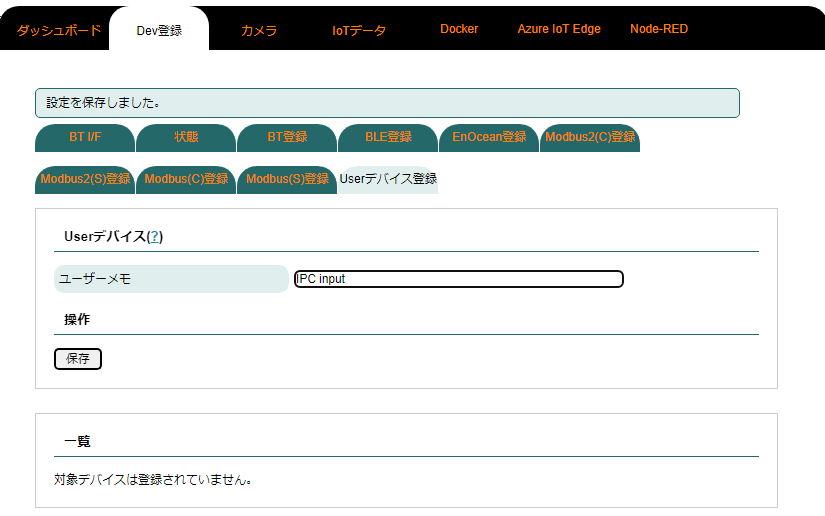 ダッシュボード Dev登録 カメラ IoTデータ Docker Azure IoT Edge Node-RED
設定を保存しました。
BT I/F 状態 BT登録 BLE登録 EnOcean登録 Modbus2(C)登録
Modbus2(S)登録 Modbus(C)登録 Modbus(S)登録 Userデバイス登録
Userデバイス(?)
ユーザーメモ IPC input
操作
保存
一覧
対象デバイスは登録されていません。